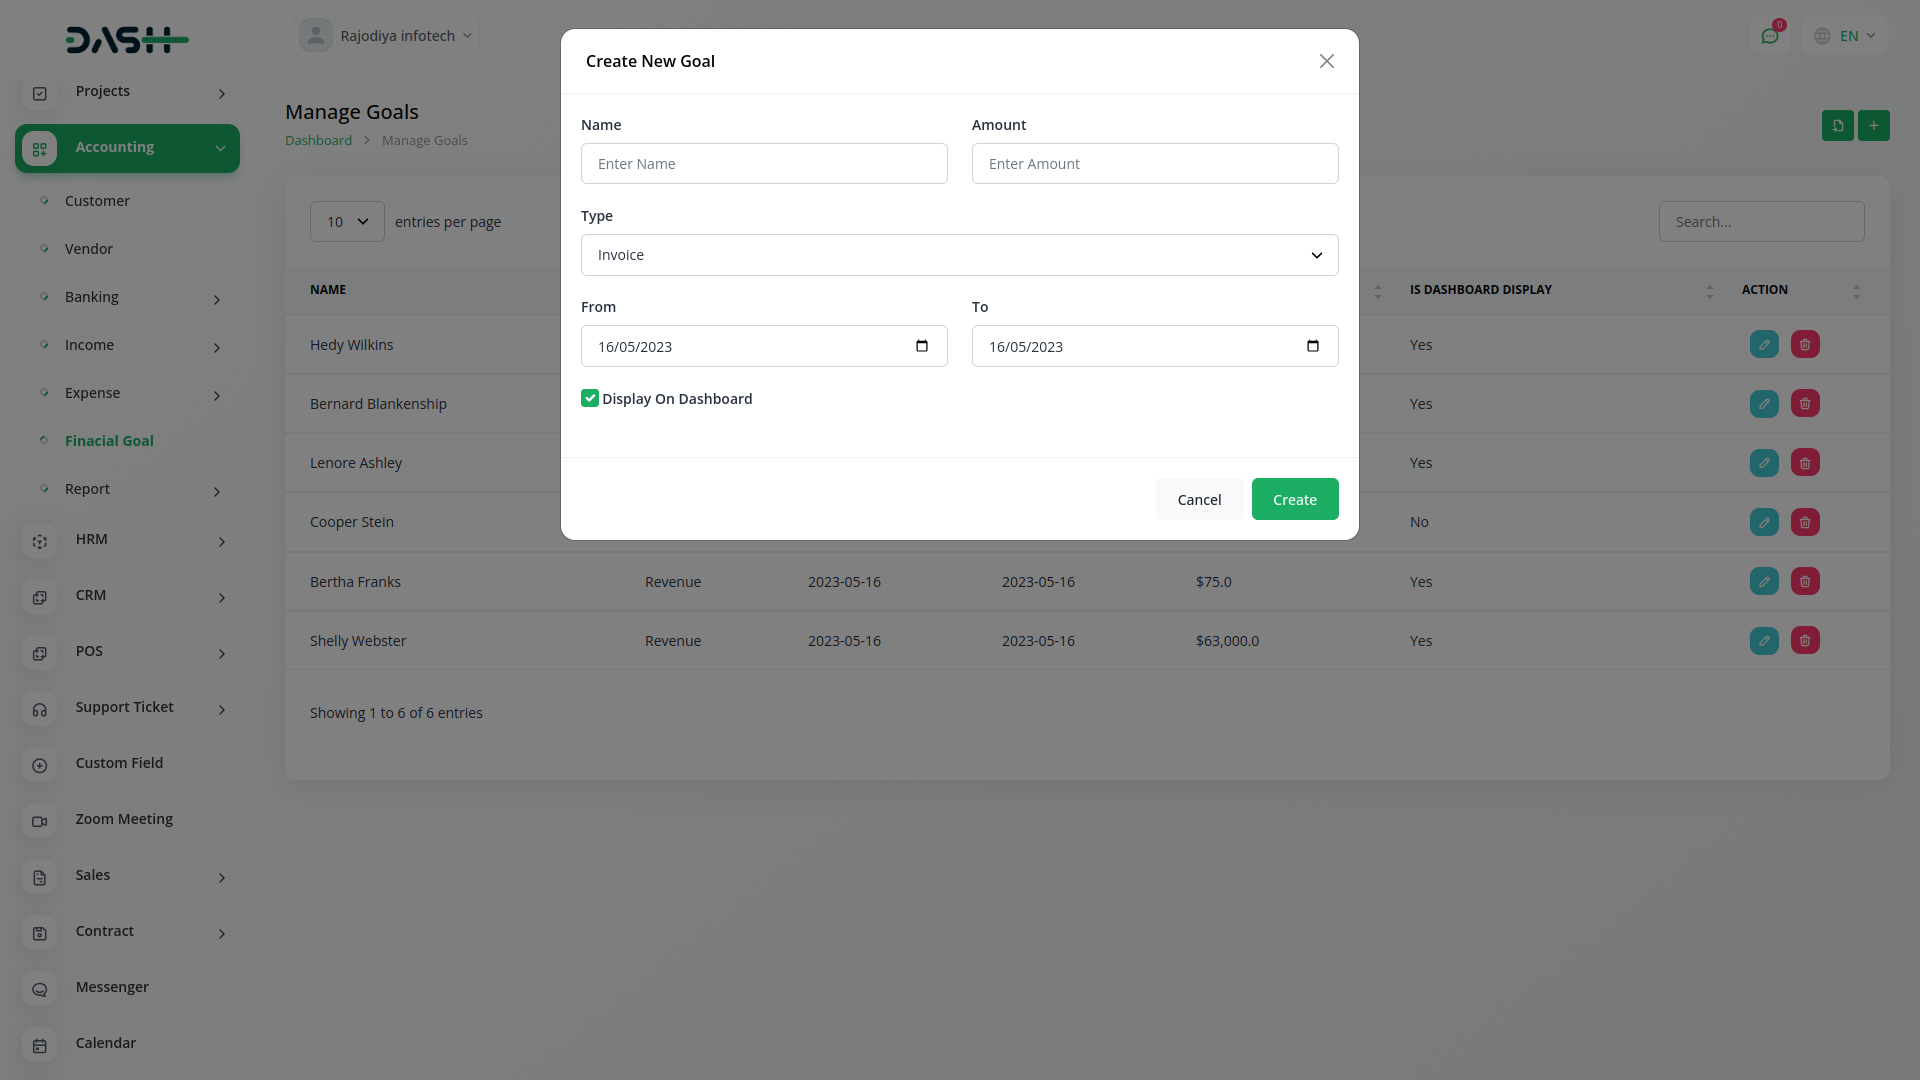 DASH
Rajodiya infotech
0
EN
Projects
Accounting
Customer
Vendor
Banking
Income
Expense
Finacial Goal
Report
HRM
CRM
POS
Support Ticket
Custom Field
Zoom Meeting
Sales
Contract
Messenger
Calendar
Manage Goals
Dashboard > Manage Goals
10 entries per page
Search...
NAME IS DASHBOARD DISPLAY ACTION
Hedy Wilkins Yes
Bernard Blankenship Yes
Lenore Ashley Yes
Cooper Stein No
Bertha Franks Revenue 2023-05-16 2023-05-16 $75.0 Yes
Shelly Webster Revenue 2023-05-16 2023-05-16 $63,000.0 Yes
Showing 1 to 6 of 6 entries
Create New Goal
Name Amount
Enter Name Enter Amount
Type
Invoice
From To
16/05/2023 16/05/2023
Display On Dashboard
Cancel Create